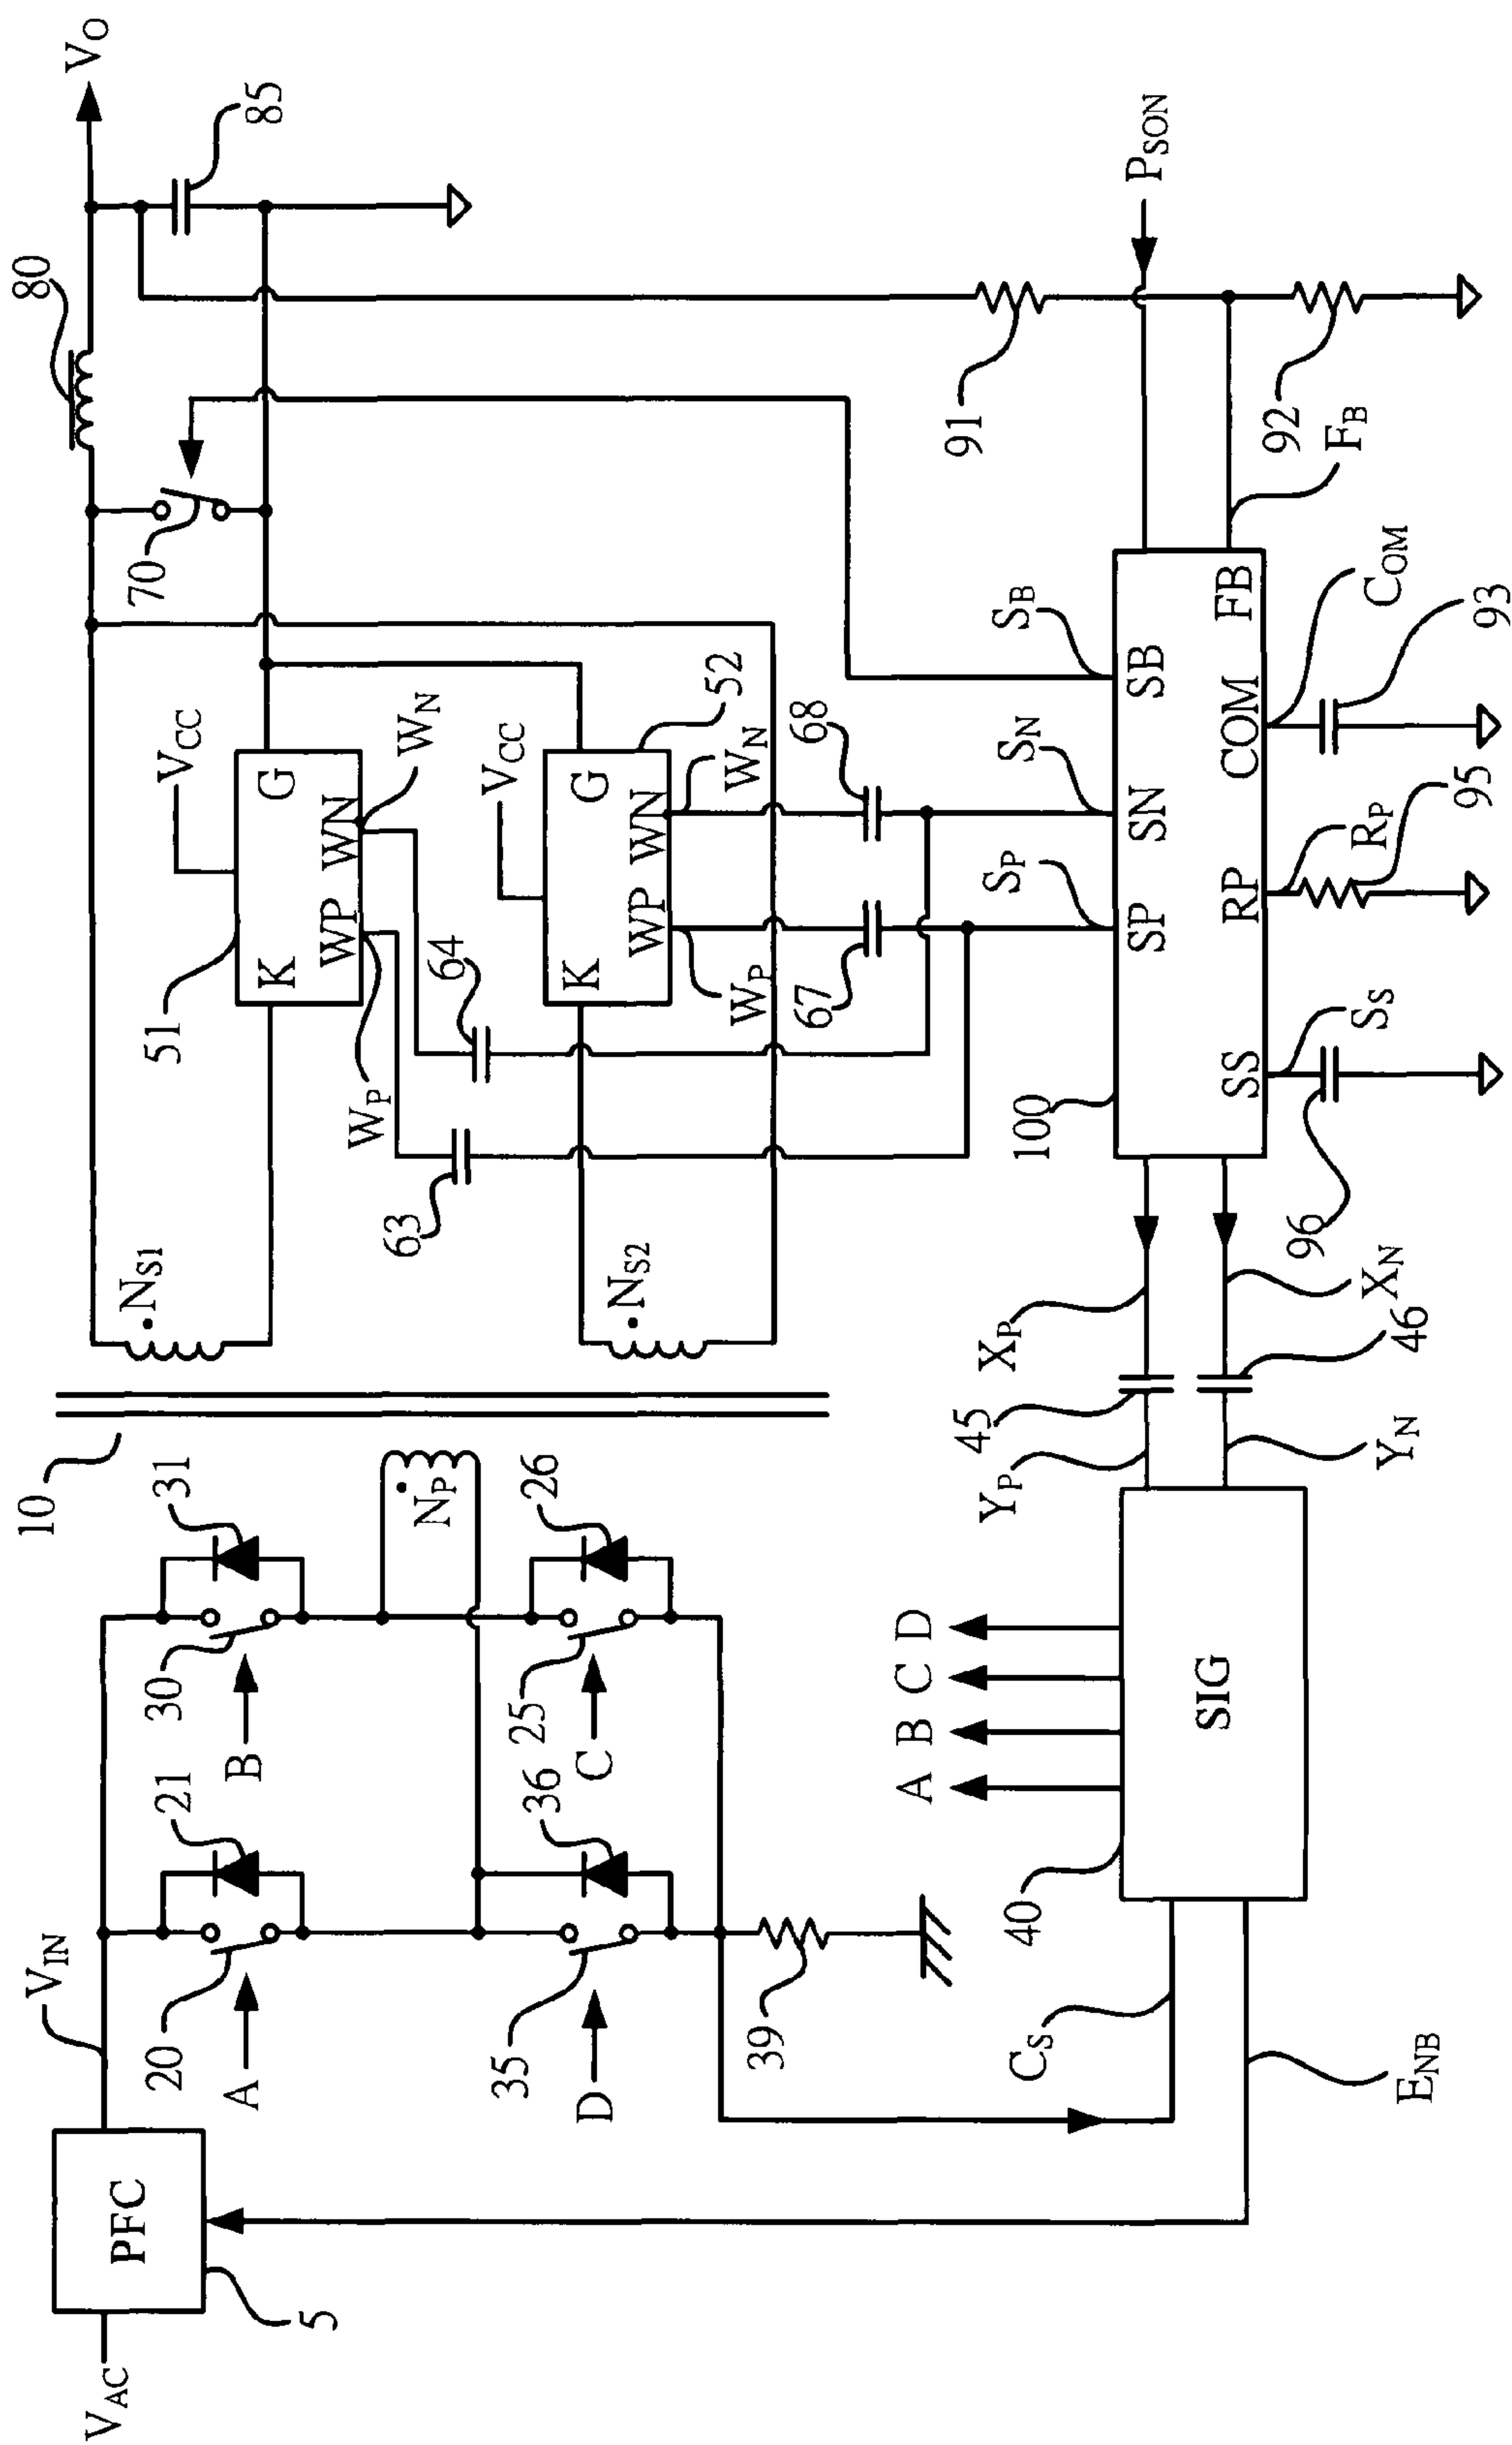 10
80
VO
NS1
51
VCC
K
G
WP
WN
WP
WN
70
85
VIN
VAC
PFC
5
20
21
A
30
31
B
NP
35
36
D
25
26
C
39
63
64
NS2
VCC
K
G
WP
WN
52
WP
WN
67
68
SP
SN
SB
91
PSON
CS
ENB
40
A
B
C
D
SIG
YP
YN
45
46
XP
XN
100
SP
SN
SB
SS
RP
COM
FB
96
SS
RP
95
COM
93
FB
92